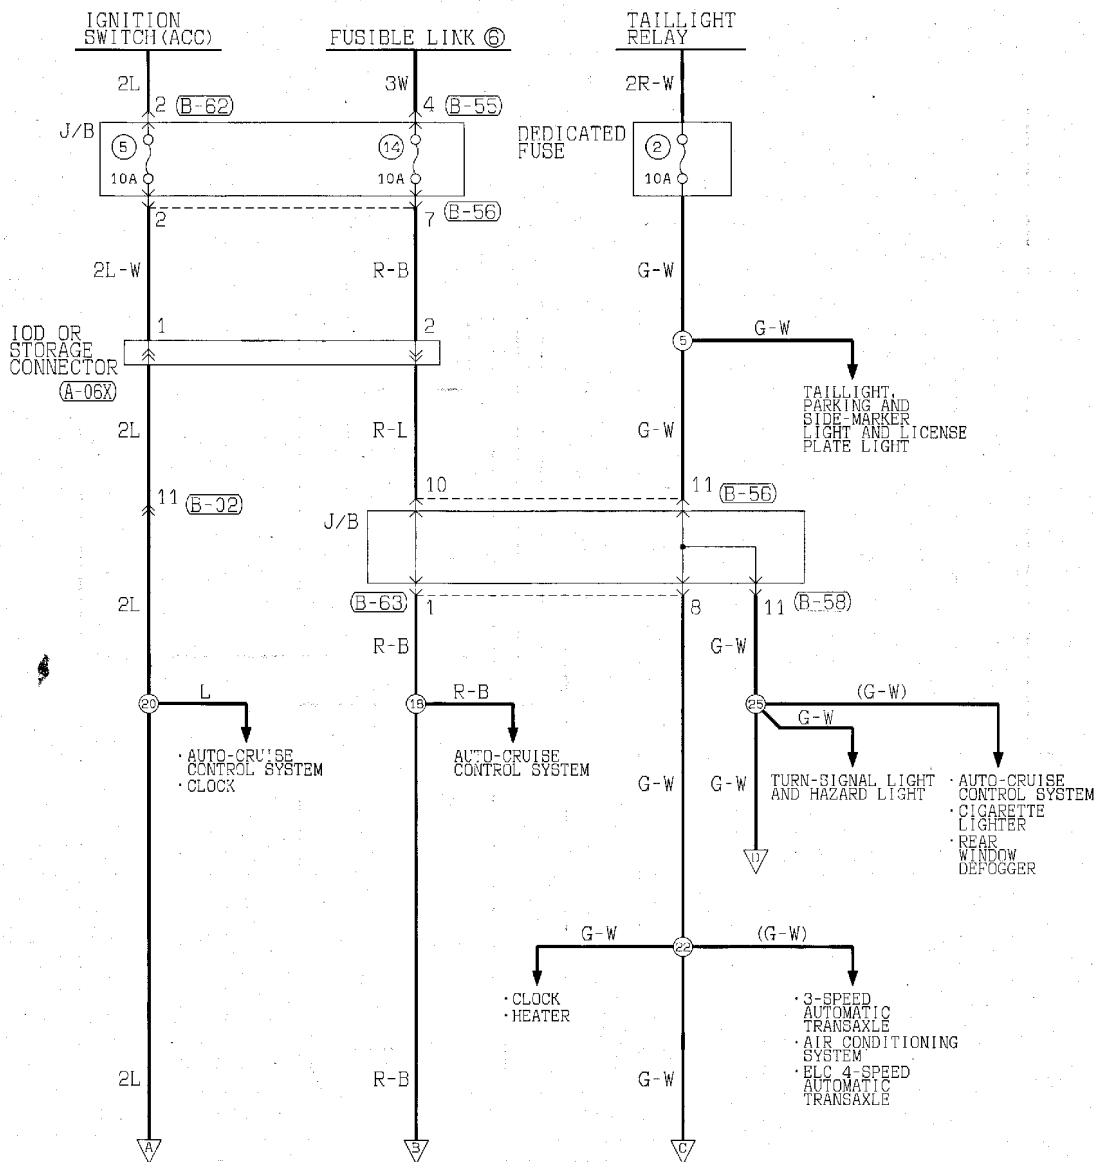 IGNITION
SWITCH(ACC)
FUSIBLE LINK ⑥
TAILLIGHT
RELAY
2L
3W
2R-W
2
(B-62)
4
(B-55)
J/B
5
14
DEDICATED
FUSE
2
10A
10A
10A
2
7
(B-56)
2L-W
R-B
G-W
1
2
G-W
IOD OR
STORAGE
CONNECTOR
(A-06X)
5
TAILLIGHT,
PARKING AND
SIDE-MARKER
LIGHT AND LICENSE
PLATE LIGHT
2L
R-L
G-W
11
(B-02)
10
11
(B-56)
J/B
2L
(B-63)
1
8
11
(B-58)
R-B
G-W
20
L
18
R-B
25
(G-W)
G-W
· AUTO-CRUISE
CONTROL SYSTEM
· CLOCK
AUTO-CRUISE
CONTROL SYSTEM
G-W
G-W
TURN-SIGNAL LIGHT
AND HAZARD LIGHT
· AUTO-CRUISE
CONTROL SYSTEM
· CIGARETTE
LIGHTER
· REAR
WINDOW
DEFOGGER
D
G-W
22
(G-W)
· CLOCK
· HEATER
· 3-SPEED
AUTOMATIC
TRANSAXLE
· AIR CONDITIONING
SYSTEM
· ELC 4-SPEED
AUTOMATIC
TRANSAXLE
2L
R-B
G-W
A
B
C